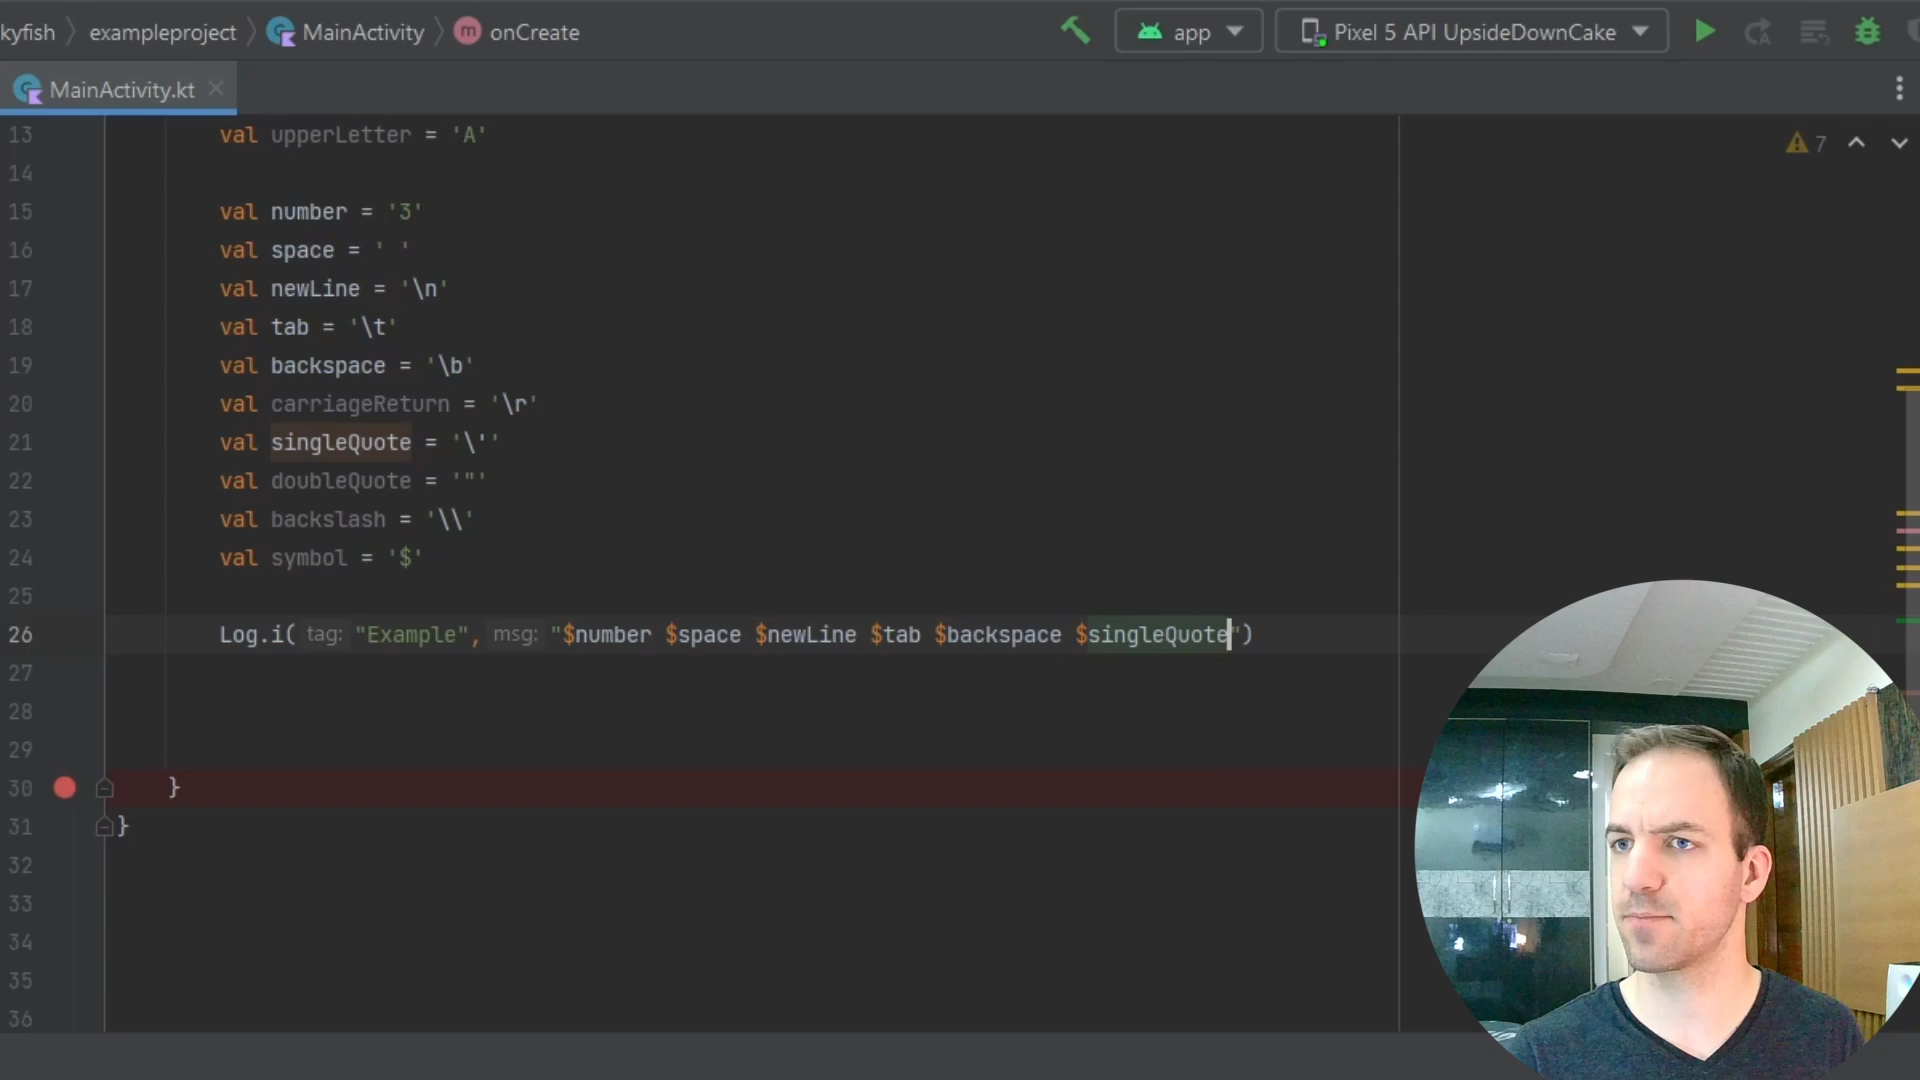 kyfish exampleproject MainActivity onCreate app Pixel 5 API UpsideDownCake
MainActivity.kt
7
13 val upperLetter = 'A'
14
15 val number = '3'
16 val space = ' '
17 val newLine = '\n'
18 val tab = '\t'
19 val backspace = '\b'
20 val carriageReturn = '\r'
21 val singleQuote = '\''
22 val doubleQuote = '"'
23 val backslash = '\\'
24 val symbol = '$'
25
26 Log.i( tag: "Example", msg: "$number $space $newLine $tab $backspace $singleQuote")
27
28
29
30 }
31 }
32
33
34
35
36